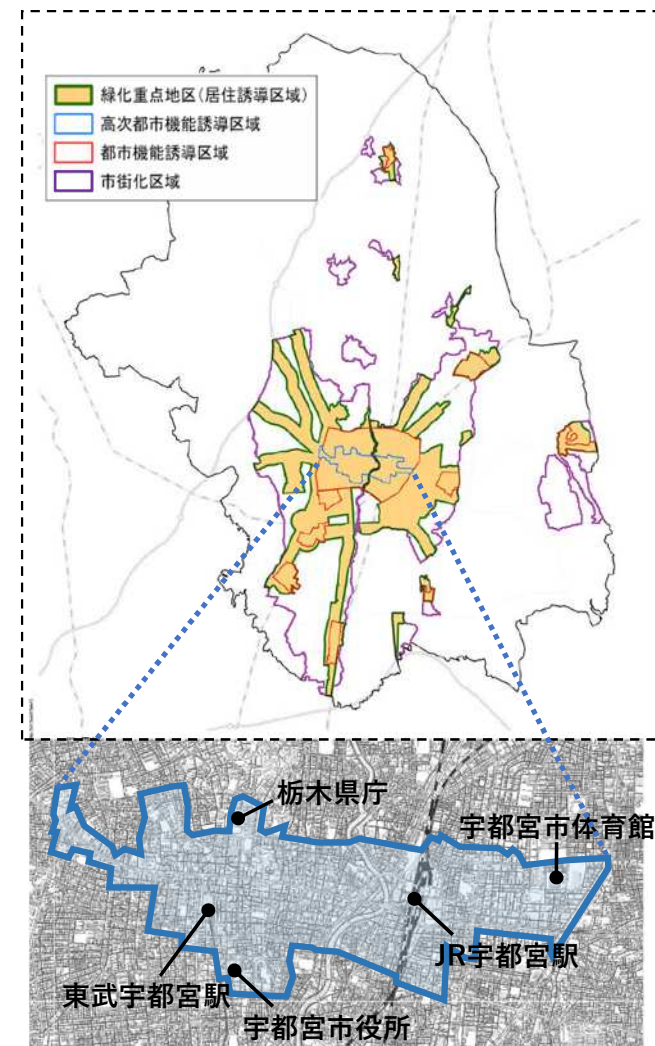 緑化重点地区(居住誘導区域)
高次都市機能誘導区域
都市機能誘導区域
市街化区域
栃木県庁
宇都宮市体育館
JR宇都宮駅
東武宇都宮駅
宇都宮市役所